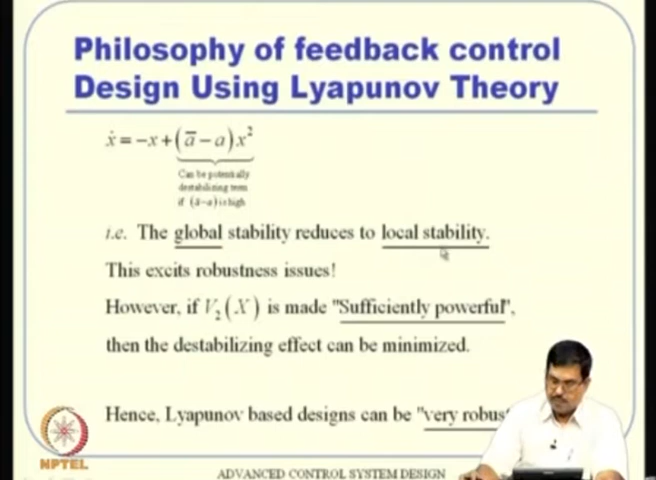 Philosophy of feedback control
Design Using Lyapunov Theory
ẋ = −x + (a̅ − a) x²
Can be potentially
destabilizing term
if (a̅−a) is high
i.e. The global stability reduces to local stability.
This excits robustness issues!
However, if V₂(X) is made "Sufficiently powerful",
then the destabilizing effect can be minimized.
Hence, Lyapunov based designs can be "very robus
NPTEL
ADVANCED CONTROL SYSTEM DESIGN